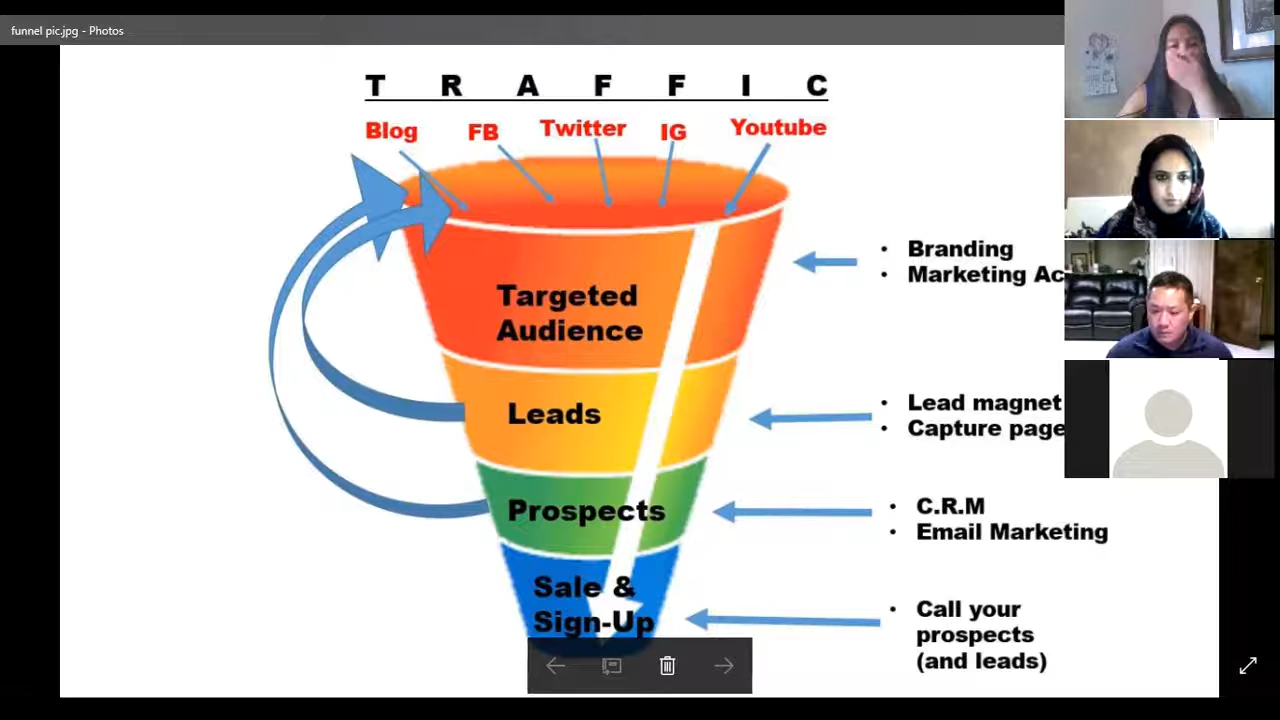 funnel pic.jpg - Photos
T R A F F I C
Blog FB Twitter IG Youtube
Targeted
Audience
Leads
Prospects
Sale &
Sign-Up
• Branding
• Marketing Ac
• Lead magnet
• Capture page
• C.R.M
• Email Marketing
• Call your
prospects
(and leads)